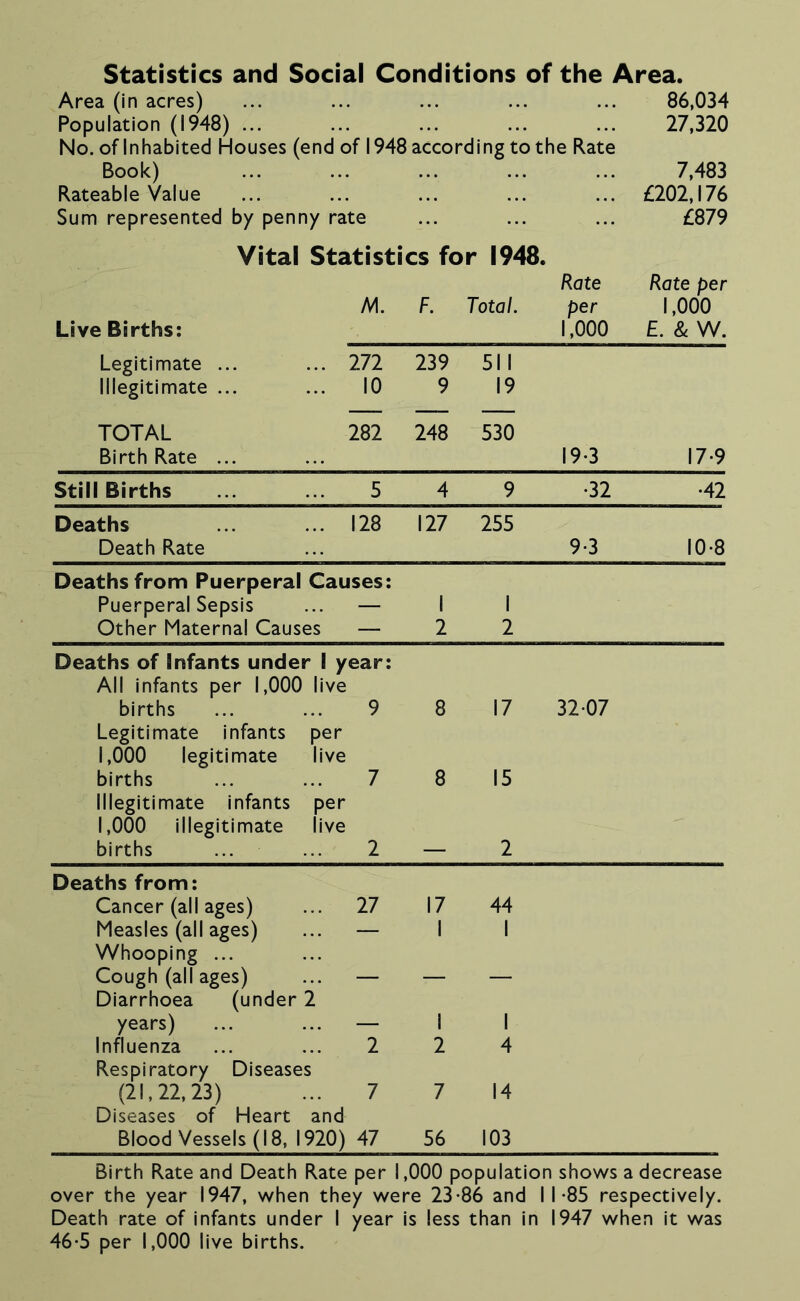 Statistics and Social Conditions of the Area.
Area (in acres) ... ... ... ... ... 86,034
Population (1948) ... ... ... ... ... 27,320
No. of Inhabited Houses (end of 1948 according to the Rate
Book) ... ... ... ... ... 7,483
Rateable Value ... ... ... ... ... £202,176
Sum represented by penny rate ... ... ... £879
Vital Statistics for 1948.
Rate Rate per
M. F. Total. per 1,000
Live Births: 1,000 E. & W.
Legitimate ... ... 272 239 511
Illegitimate ... ... 10 9 19
TOTAL 282 248 530
Birth Rate ... ... 19·3 17·9
Still Births ... ... 5 4 9 ·32 ·42
Deaths ... ... 128 127 255
Death Rate ... 9·3 10·8
Deaths from Puerperal Causes:
Puerperal Sepsis ... — 1 1
Other Maternal Causes — 2 2
Deaths of Infants under 1 year:
All infants per 1,000 live
births ... ... 9 8 17 32·07
Legitimate infants per
1,000 legitimate live
births ... ... 7 8 15
Illegitimate infants per
1,000 illegitimate live
births ... ... 2 — 2
Deaths from:
Cancer (all ages) ... 27 17 44
Measles (all ages) ... — 1 1
Whooping ... ...
Cough (all ages) ... — — —
Diarrhoea (under 2
years) ... ... — 1 1
Influenza ... ... 2 2 4
Respiratory Diseases
(21, 22, 23) ... 7 7 14
Diseases of Heart and
Blood Vessels (18, 1920) 47 56 103
Birth Rate and Death Rate per 1,000 population shows a decrease
over the year 1947, when they were 23·86 and 11·85 respectively.
Death rate of infants under 1 year is less than in 1947 when it was
46·5 per 1,000 live births.